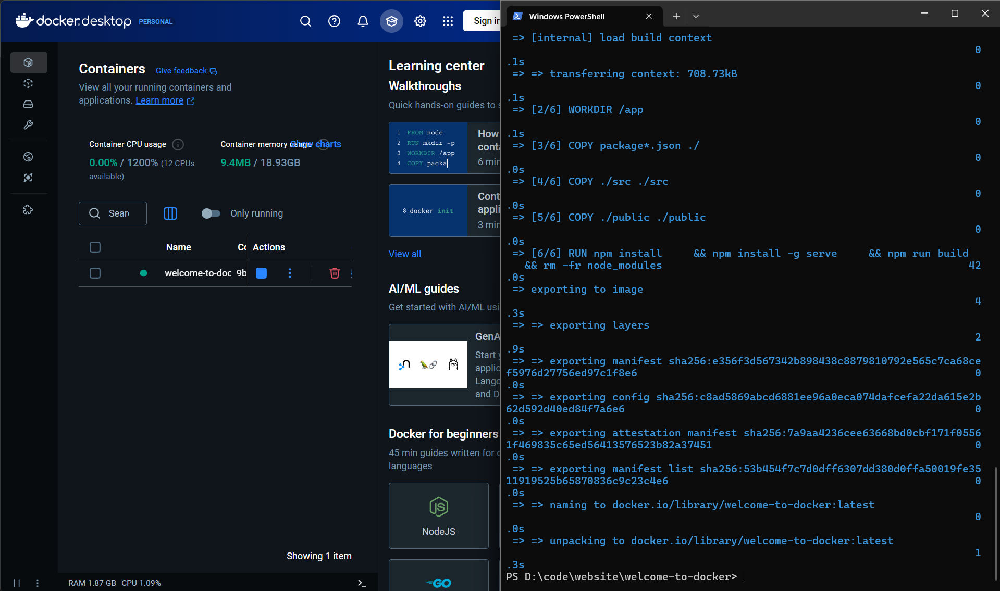 docker.desktop PERSONAL
Sign in
Containers Give feedback
View all your running containers and
applications. Learn more
Container CPU usage
0.00% / 1200% (12 CPUs
available)
Container memory usage
Show charts
9.4MB / 18.93GB
Sear
Only running
Name Co Actions
welcome-to-doc 9b
Showing 1 item
RAM 1.87 GB CPU 1.09%
Learning center
Walkthroughs
Quick hands-on guides to s
1 FROM node
2 RUN mkdir -p
3 WORKDIR /app
4 COPY packa
How
conta
6 min
$ docker init
Cont
appli
3 min
View all
AI/ML guides
Get started with AI/ML usi
GenA
Start y
applic
Langc
and D
Docker for beginners
45 min guides written for
languages
JS
NodeJS
GO
Windows PowerShell
=> [internal] load build context
0
.1s
=> => transferring context: 708.73kB
0
.1s
=> [2/6] WORKDIR /app
0
.1s
=> [3/6] COPY package*.json ./
0
.0s
=> [4/6] COPY ./src ./src
0
.0s
=> [5/6] COPY ./public ./public
0
.0s
=> [6/6] RUN npm install && npm install -g serve && npm run build
&& rm -fr node_modules 42
.0s
=> exporting to image
4
.3s
=> => exporting layers
2
.9s
=> => exporting manifest sha256:e356f3d567342b898438c8879810792e565c7ca68ce
f5976d27756ed97c1f8e6 0
.0s
=> => exporting config sha256:c8ad5869abcd6881ee96a0eca074dafcefa22da615e2b
62d592d40ed84f7a6e6 0
.0s
=> => exporting attestation manifest sha256:7a9aa4236cee63668bd0cbf171f0556
1f469835c65ed56413576523b82a37451 0
.0s
=> => exporting manifest list sha256:53b454f7c7d0dff6307dd380d0ffa50019fe35
11919525b65870836c9c23c4e6 0
.0s
=> => naming to docker.io/library/welcome-to-docker:latest
0
.0s
=> => unpacking to docker.io/library/welcome-to-docker:latest
1
.3s
PS D:\code\website\welcome-to-docker>